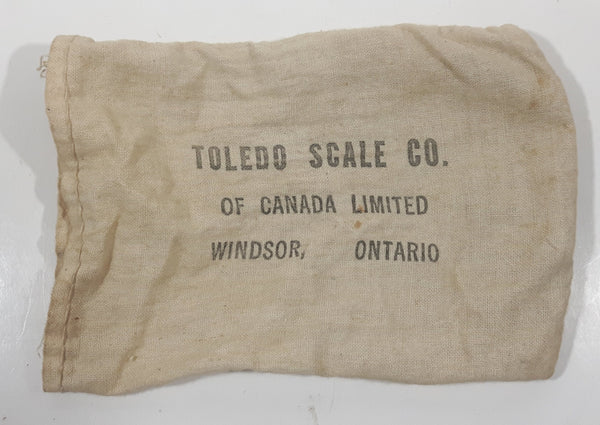 TOLEDO SCALE CO.
OF CANADA LIMITED
WINDSOR, ONTARIO